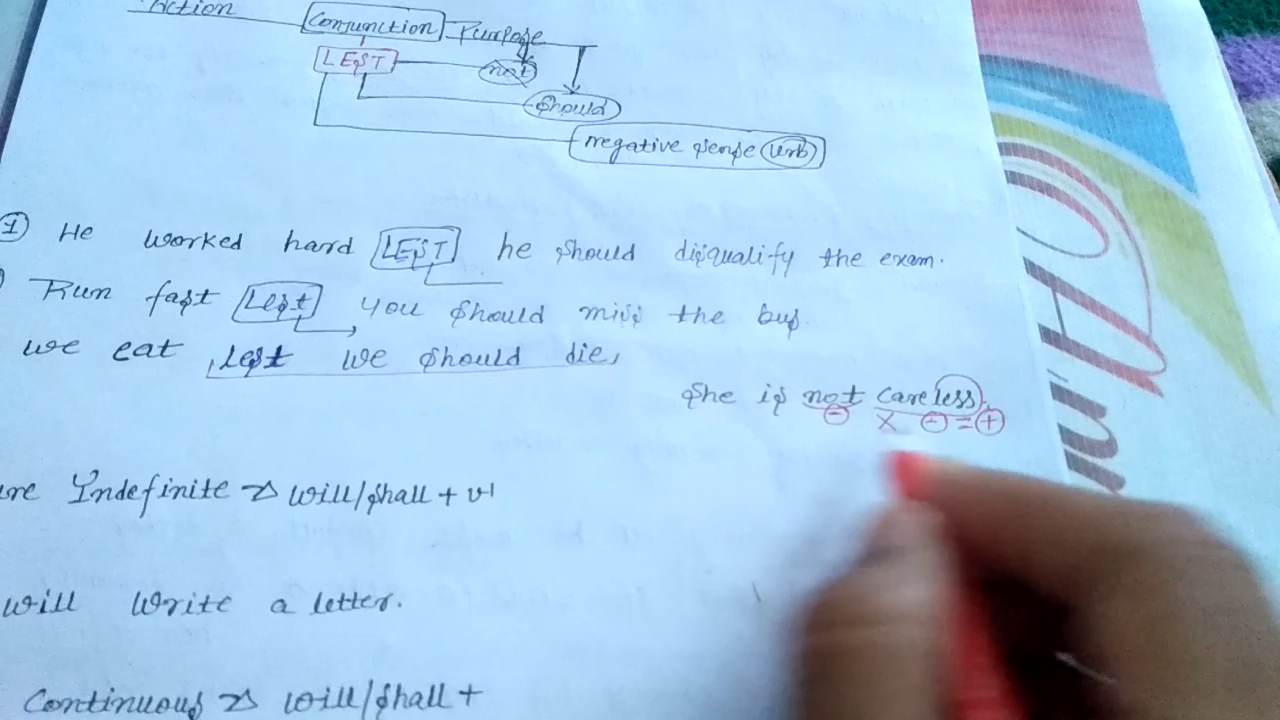 Action Conjunction Purpose
LEST not
should
negative sense verb
1 He worked hard LEST he should disqualify the exam.
Run fast Lest you should miss the bus.
we eat Lest we should die,
She is not careless.
- x - = +
Indefinite → will/shall + v1
will write a letter.
Continuous → will/shall +